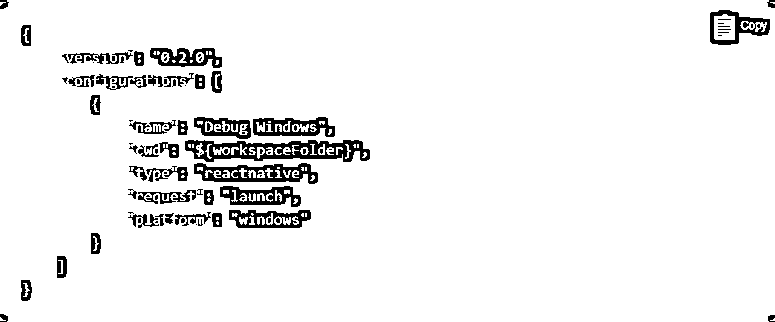 Copy
{
"version": "0.2.0",
"configurations": [
{
"name": "Debug Windows",
"cwd": "${workspaceFolder}",
"type": "reactnative",
"request": "launch",
"platform": "windows"
}
]
}